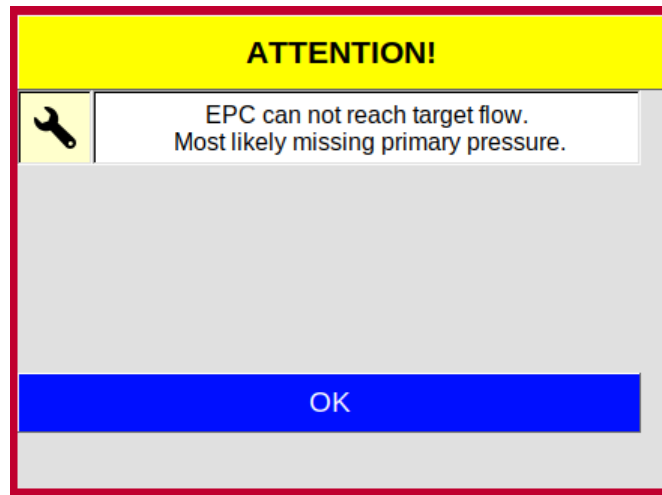 ATTENTION!
EPC can not reach target flow.
Most likely missing primary pressure.
OK